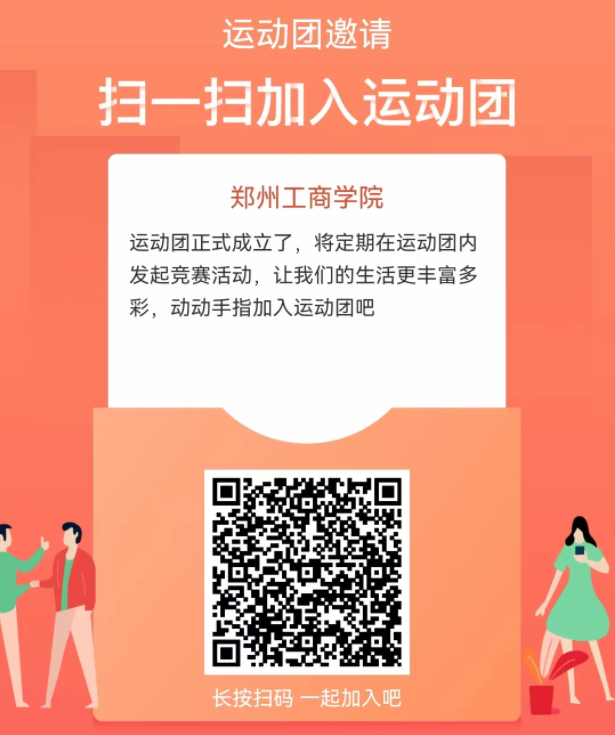 运动团邀请
扫一扫加入运动团
郑州工商学院
运动团正式成立了，将定期在运动团内
发起竞赛活动，让我们的生活更丰富多
彩，动动手指加入运动团吧
长按扫码 一起加入吧